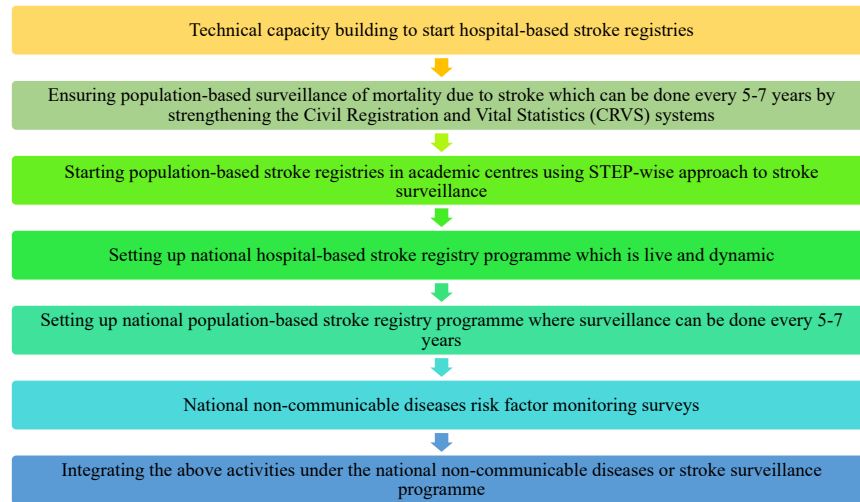 Technical capacity building to start hospital-based stroke registries
Ensuring population-based surveillance of mortality due to stroke which can be done every 5-7 years by
strengthening the Civil Registration and Vital Statistics (CRVS) systems
Starting population-based stroke registries in academic centres using STEP-wise approach to stroke
surveillance
Setting up national hospital-based stroke registry programme which is live and dynamic
Setting up national population-based stroke registry programme where surveillance can be done every 5-7
years
National non-communicable diseases risk factor monitoring surveys
Integrating the above activities under the national non-communicable diseases or stroke surveillance
programme